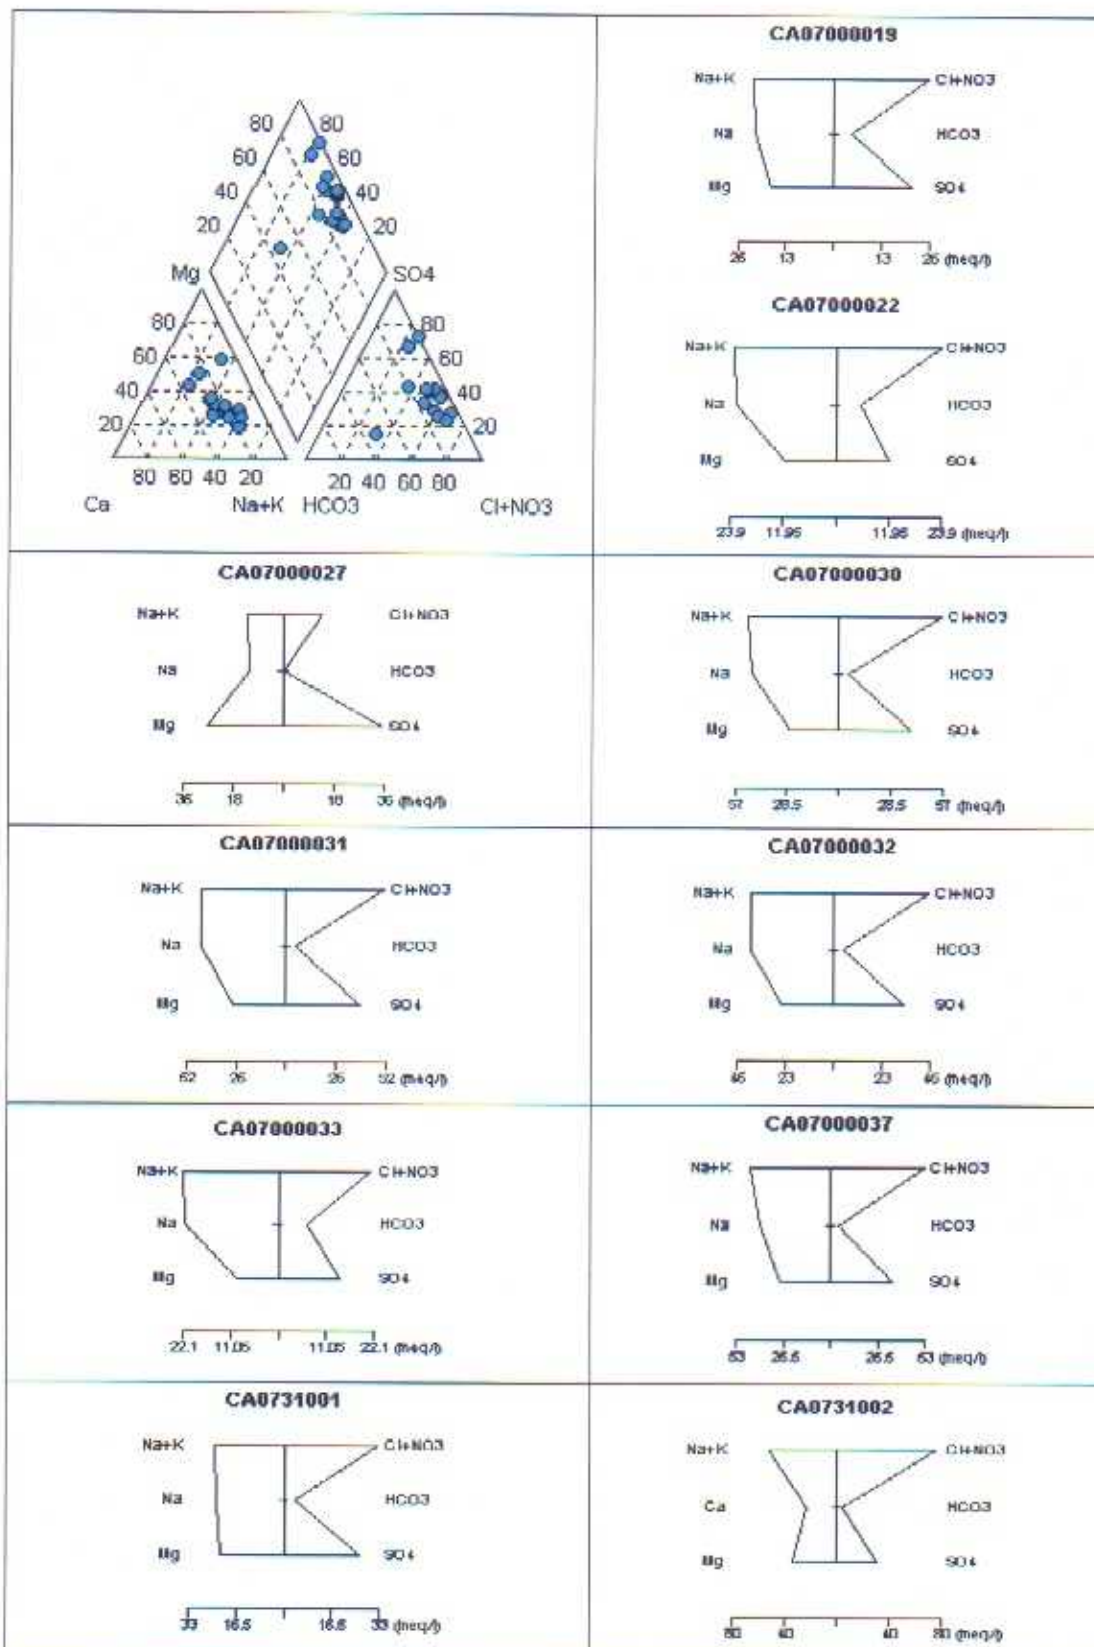 CA07000019
Na+K Cl+NO3
Na HCO3
Mg SO4
26 13 13 26 (meq/l)
80 80
60 60
40 40
20 20
Mg SO4
80 80
60 60
40 40
20 20
80 60 40 20 20 40 60 80
Ca Na+K HCO3 Cl+NO3
CA07000022
Na+K Cl+NO3
Na HCO3
Mg SO4
23.9 11.95 11.95 23.9 (meq/l)
CA07000027
Na+K Cl+NO3
Na HCO3
Mg SO4
36 18 18 36 (meq/l)
CA07000030
Na+K Cl+NO3
Na HCO3
Mg SO4
57 28.5 28.5 57 (meq/l)
CA07000031
Na+K Cl+NO3
Na HCO3
Mg SO4
52 26 26 52 (meq/l)
CA07000032
Na+K Cl+NO3
Na HCO3
Mg SO4
46 23 23 46 (meq/l)
CA07000033
Na+K Cl+NO3
Na HCO3
Mg SO4
22.1 11.05 11.05 22.1 (meq/l)
CA07000037
Na+K Cl+NO3
Na HCO3
Mg SO4
53 26.5 26.5 53 (meq/l)
CA0731001
Na+K Cl+NO3
Na HCO3
Mg SO4
33 16.5 16.5 33 (meq/l)
CA0731002
Na+K Cl+NO3
Ca HCO3
Mg SO4
80 40 40 80 (meq/l)